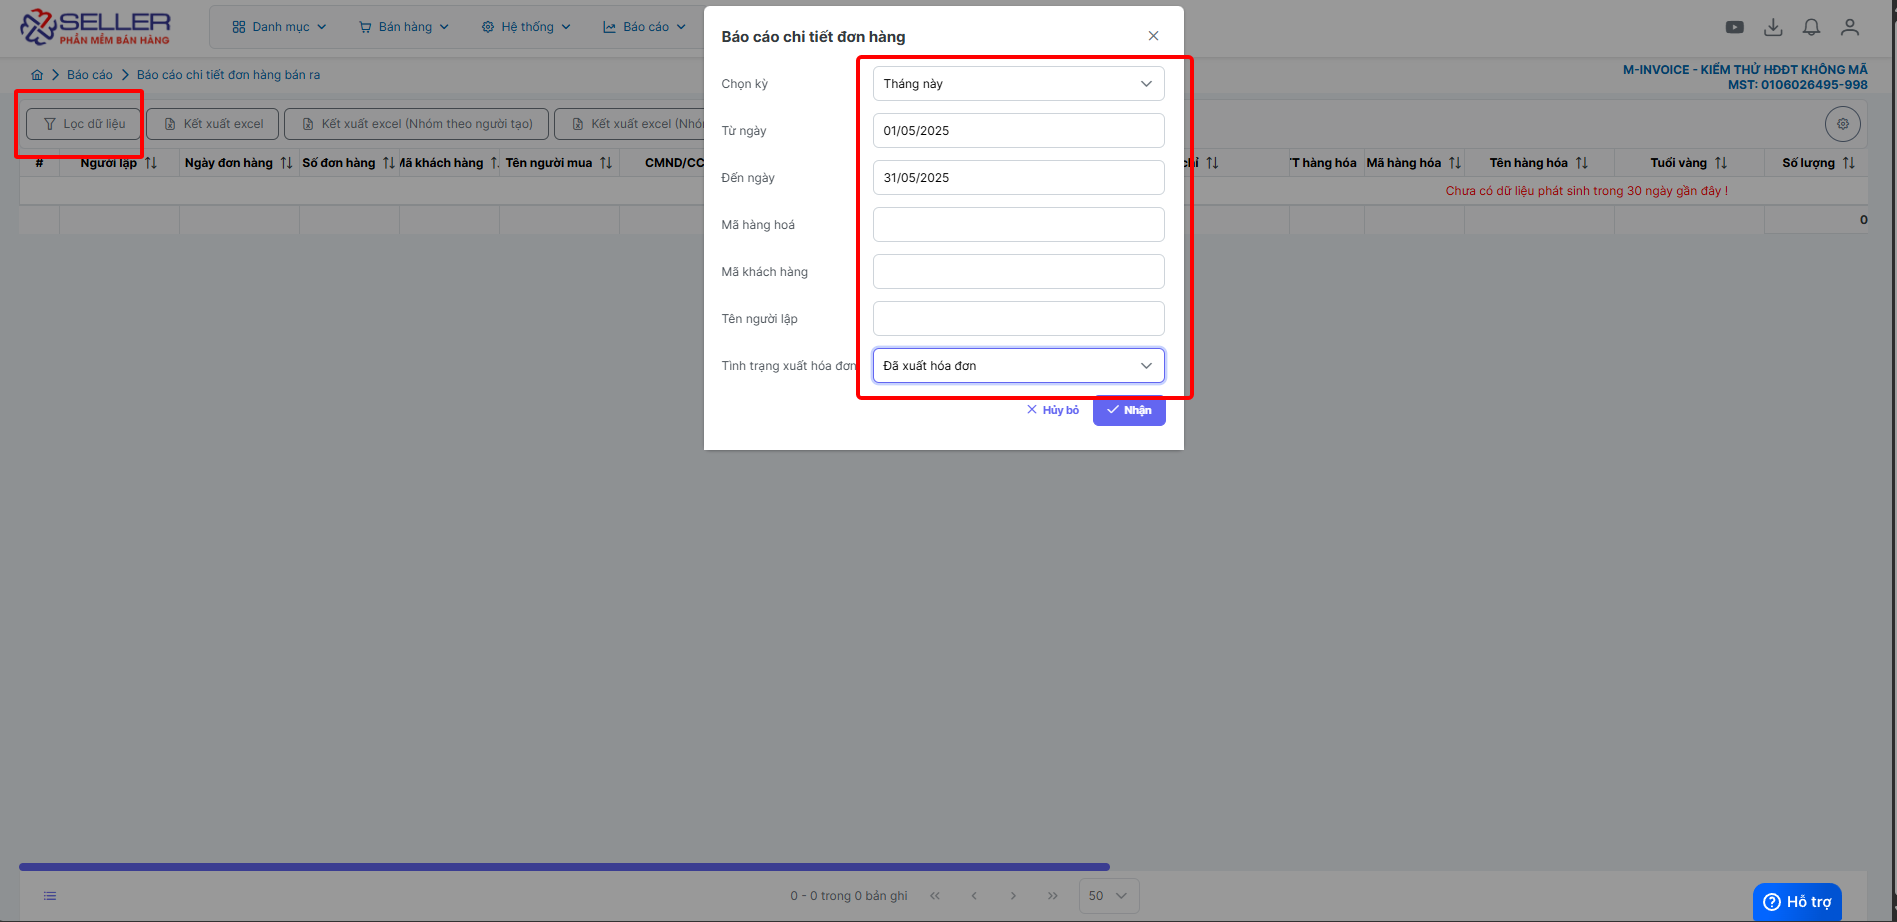 SELLER
PHẦN MỀM BÁN HÀNG
Danh mục
Bán hàng
Hệ thống
Báo cáo
Báo cáo
Báo cáo chi tiết đơn hàng bán ra
M-INVOICE - KIỂM THỬ HĐĐT KHÔNG MÃ
MST: 0106026495-998
Lọc dữ liệu
Kết xuất excel
Kết xuất excel (Nhóm theo người tạo)
Kết xuất excel (Nhó
#
Người lập
Ngày đơn hàng
Số đơn hàng
Mã khách hàng
Tên người mua
CMND/CC
chỉ
TT hàng hóa
Mã hàng hóa
Tên hàng hóa
Tuổi vàng
Số lượng
Chưa có dữ liệu phát sinh trong 30 ngày gần đây !
0
Báo cáo chi tiết đơn hàng
Chọn kỳ
Tháng này
Từ ngày
01/05/2025
Đến ngày
31/05/2025
Mã hàng hoá
Mã khách hàng
Tên người lập
Tình trạng xuất hóa đơn
Đã xuất hóa đơn
Hủy bỏ
Nhận
0 - 0 trong 0 bản ghi
50
Hỗ trợ